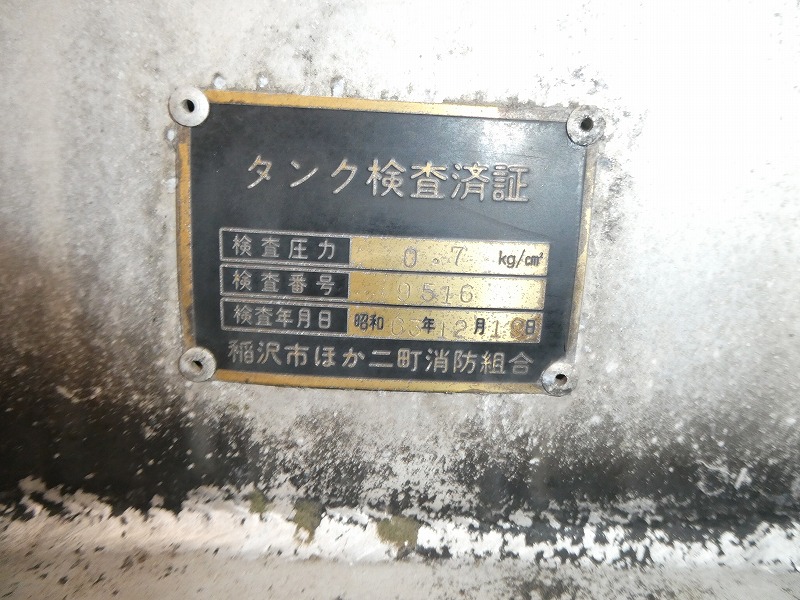 タンク検査済証
検査圧力 0.7 kg/cm²
検査番号 0516
検査年月日 昭和 年12月 日
稲沢市ほか二町消防組合